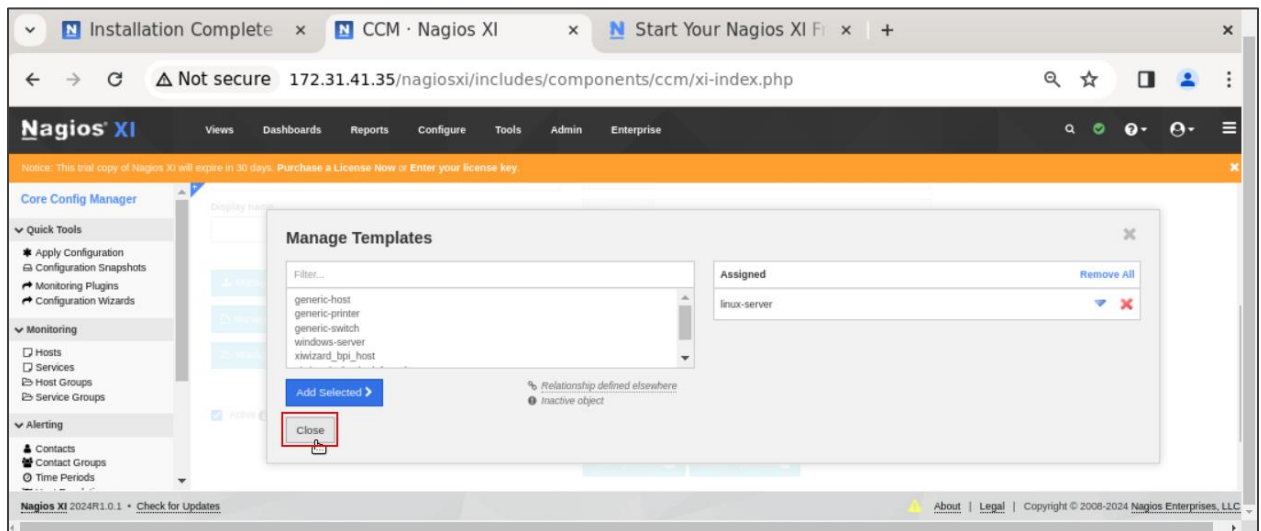 Installation Complete
CCM · Nagios XI
Start Your Nagios XI Fr
Not secure 172.31.41.35/nagiosxi/includes/components/ccm/xi-index.php
Nagios® XI Views Dashboards Reports Configure Tools Admin Enterprise
Notice: This trial copy of Nagios XI will expire in 30 days. Purchase a License Now or Enter your license key.
Core Config Manager
Quick Tools
Apply Configuration
Configuration Snapshots
Monitoring Plugins
Configuration Wizards
Monitoring
Hosts
Services
Host Groups
Service Groups
Alerting
Contacts
Contact Groups
Time Periods
Display name
Manage Templates
Filter...
generic-host
generic-printer
generic-switch
windows-server
xiwizard_bpi_host
Add Selected
Relationship defined elsewhere
Inactive object
Close
Assigned Remove All
linux-server
Active
Nagios XI 2024R1.0.1 • Check for Updates
About | Legal | Copyright © 2008-2024 Nagios Enterprises, LLC